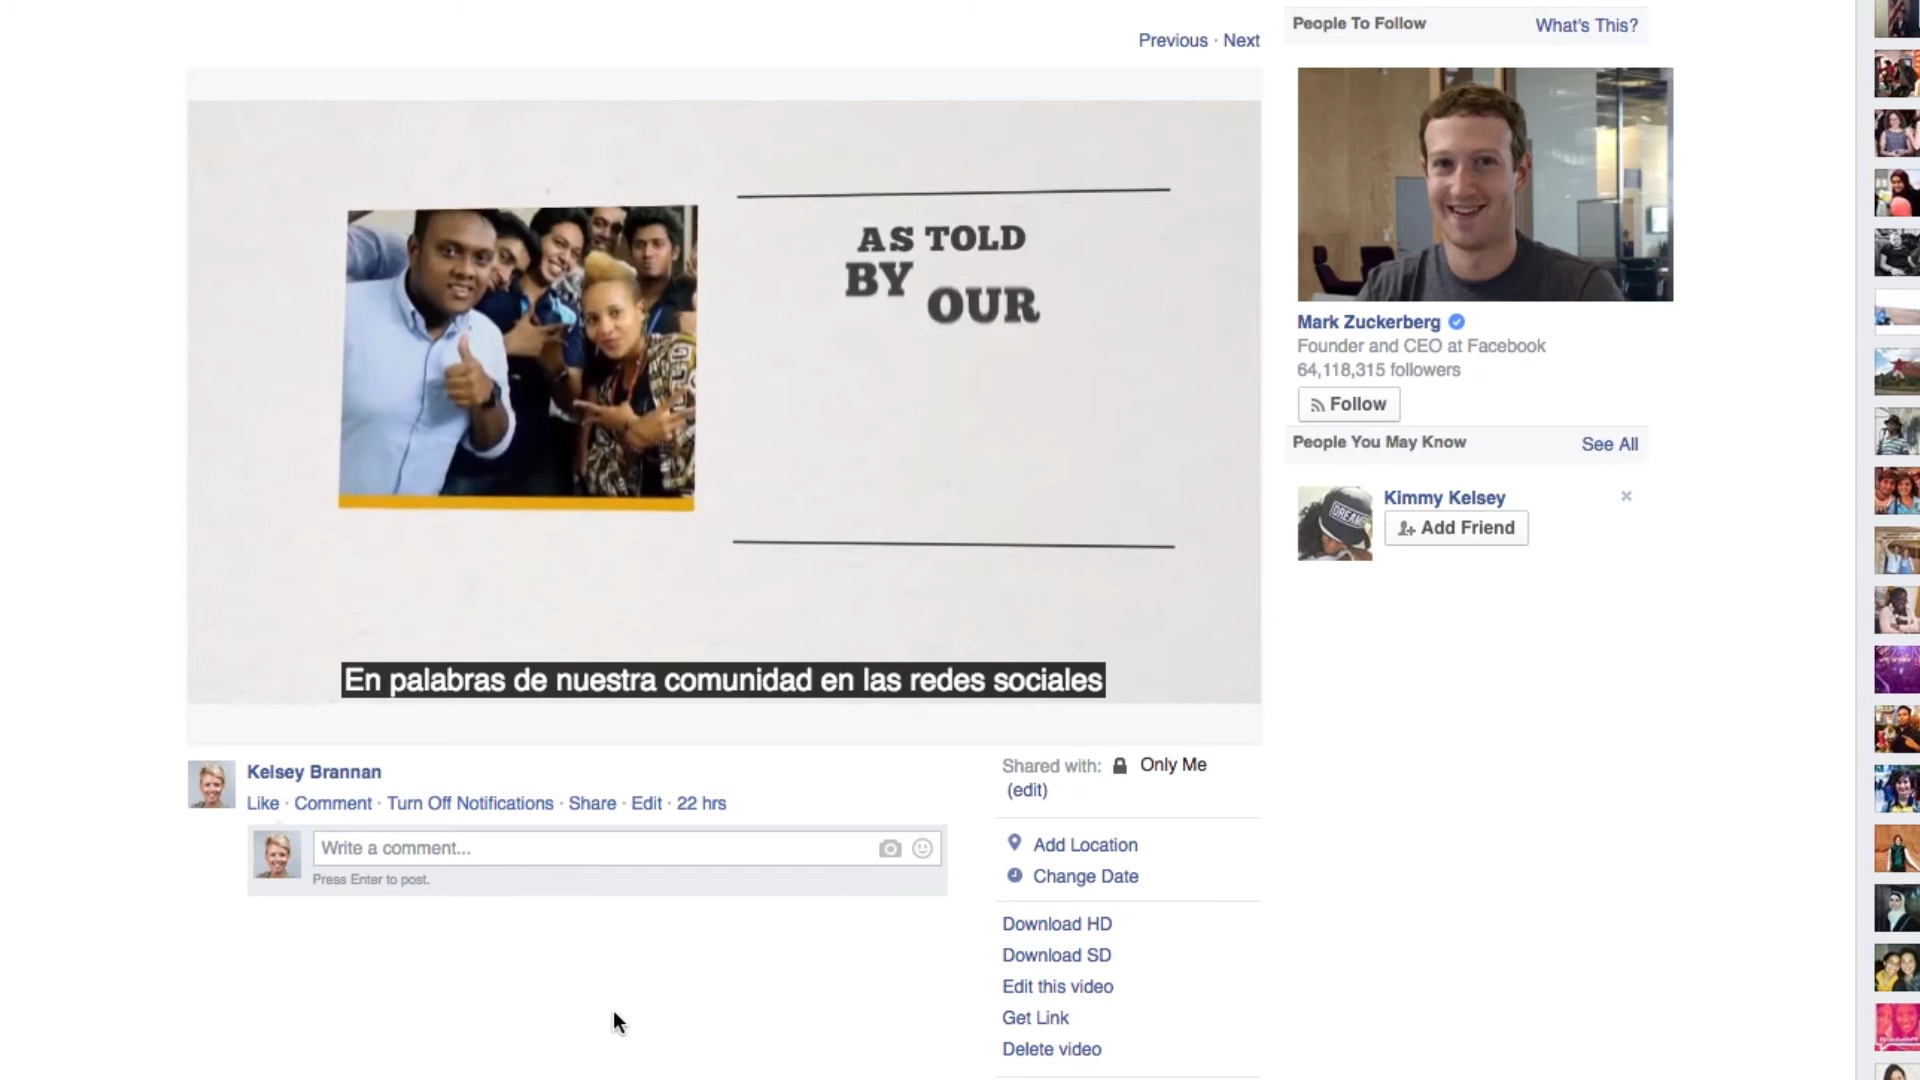 People To Follow
What's This?
Previous · Next
AS TOLD
BY OUR
En palabras de nuestra comunidad en las redes sociales
Mark Zuckerberg
Founder and CEO at Facebook
64,118,315 followers
Follow
People You May Know
See All
DREAM
Kimmy Kelsey
Add Friend
Kelsey Brannan
Like · Comment · Turn Off Notifications · Share · Edit · 22 hrs
Write a comment...
Press Enter to post.
Shared with: Only Me
(edit)
Add Location
Change Date
Download HD
Download SD
Edit this video
Get Link
Delete video